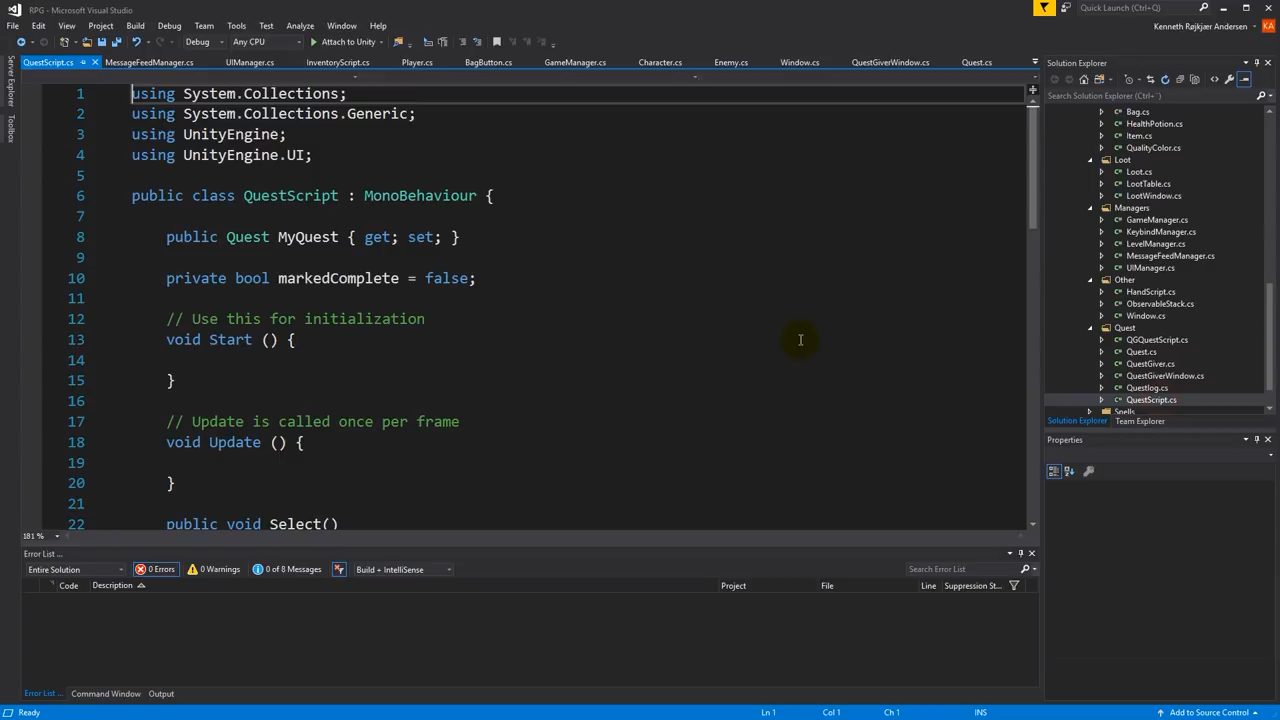 RPG - Microsoft Visual Studio
Quick Launch (Ctrl+Q)
File Edit View Project Build Debug Team Tools Test Analyze Window Help
Kenneth Røjkjær Andersen
KA
Debug Any CPU Attach to Unity
Server Explorer
Toolbox
QuestScript.cs MessageFeedManager.cs UIManager.cs InventoryScript.cs Player.cs BagButton.cs GameManager.cs Character.cs Enemy.cs Window.cs QuestGiverWindow.cs Quest.cs
1 using System.Collections;
2 using System.Collections.Generic;
3 using UnityEngine;
4 using UnityEngine.UI;
5
6 public class QuestScript : MonoBehaviour {
7
8 public Quest MyQuest { get; set; }
9
10 private bool markedComplete = false;
11
12 // Use this for initialization
13 void Start () {
14
15 }
16
17 // Update is called once per frame
18 void Update () {
19
20 }
21
22 public void Select()
181 %
Solution Explorer
Search Solution Explorer (Ctrl+¨)
Bag.cs
HealthPotion.cs
Item.cs
QualityColor.cs
Loot
Loot.cs
LootTable.cs
LootWindow.cs
Managers
GameManager.cs
KeybindManager.cs
LevelManager.cs
MessageFeedManager.cs
UIManager.cs
Other
HandScript.cs
ObservableStack.cs
Window.cs
Quest
QGQuestScript.cs
Quest.cs
QuestGiver.cs
QuestGiverWindow.cs
Questlog.cs
QuestScript.cs
Spells
Solution Explorer Team Explorer
Properties
Error List ...
Entire Solution 0 Errors 0 Warnings 0 of 8 Messages Build + IntelliSense Search Error List
Code Description Project File Line Suppression St...
Error List ... Command Window Output
Ready Ln 1 Col 1 Ch 1 INS Add to Source Control